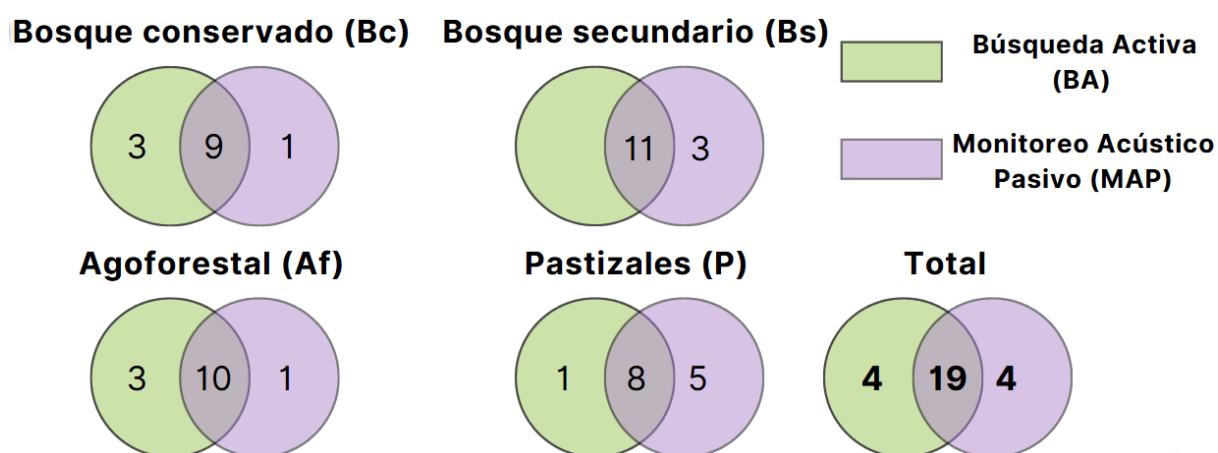 Bosque conservado (Bc)
Bosque secundario (Bs)
Búsqueda Activa
(BA)
3 9 1
11 3
Monitoreo Acústico
Pasivo (MAP)
Agoforestal (Af)
Pastizales (P)
Total
3 10 1
1 8 5
4 19 4